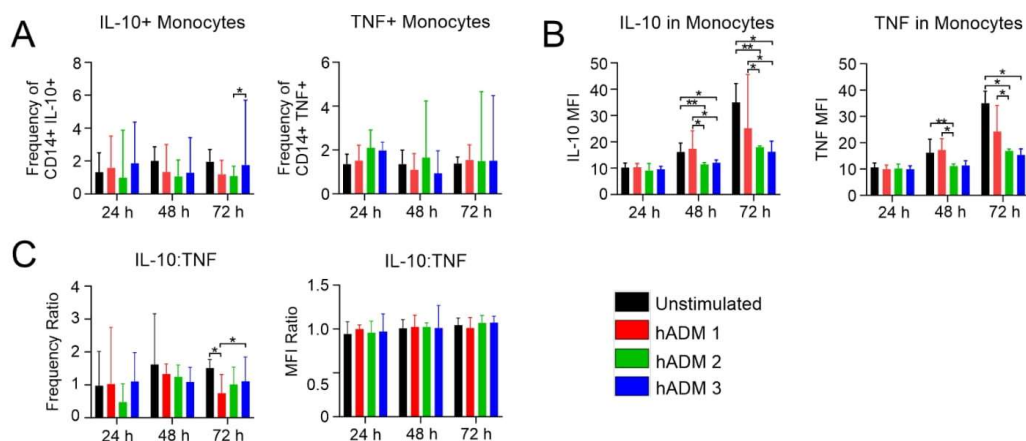 A
IL-10+ Monocytes
Frequency of
CD14+ IL-10+
8
6
4
2
0
*
24 h 48 h 72 h
TNF+ Monocytes
Frequency of
CD14+ TNF+
6
4
2
0
24 h 48 h 72 h
B
IL-10 in Monocytes
IL-10 MFI
50
40
30
20
10
0
*
**
*
*
*
**
*
*
24 h 48 h 72 h
TNF in Monocytes
TNF MFI
50
40
30
20
10
0
**
*
*
*
*
24 h 48 h 72 h
C
IL-10:TNF
Frequency Ratio
4
3
2
1
0
*
*
24 h 48 h 72 h
IL-10:TNF
MFI Ratio
1.5
1.0
1.5
0
24 h 48 h 72 h
Unstimulated
hADM 1
hADM 2
hADM 3